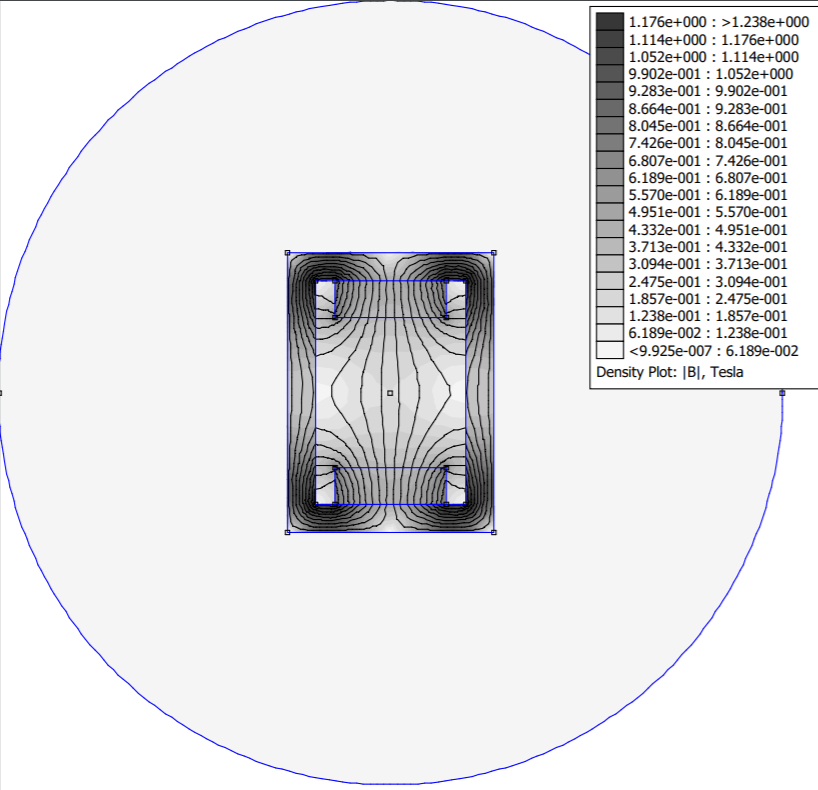 1.176e+000 : >1.238e+000
1.114e+000 : 1.176e+000
1.052e+000 : 1.114e+000
9.902e-001 : 1.052e+000
9.283e-001 : 9.902e-001
8.664e-001 : 9.283e-001
8.045e-001 : 8.664e-001
7.426e-001 : 8.045e-001
6.807e-001 : 7.426e-001
6.189e-001 : 6.807e-001
5.570e-001 : 6.189e-001
4.951e-001 : 5.570e-001
4.332e-001 : 4.951e-001
3.713e-001 : 4.332e-001
3.094e-001 : 3.713e-001
2.475e-001 : 3.094e-001
1.857e-001 : 2.475e-001
1.238e-001 : 1.857e-001
6.189e-002 : 1.238e-001
<9.925e-007 : 6.189e-002
Density Plot: |B|, Tesla